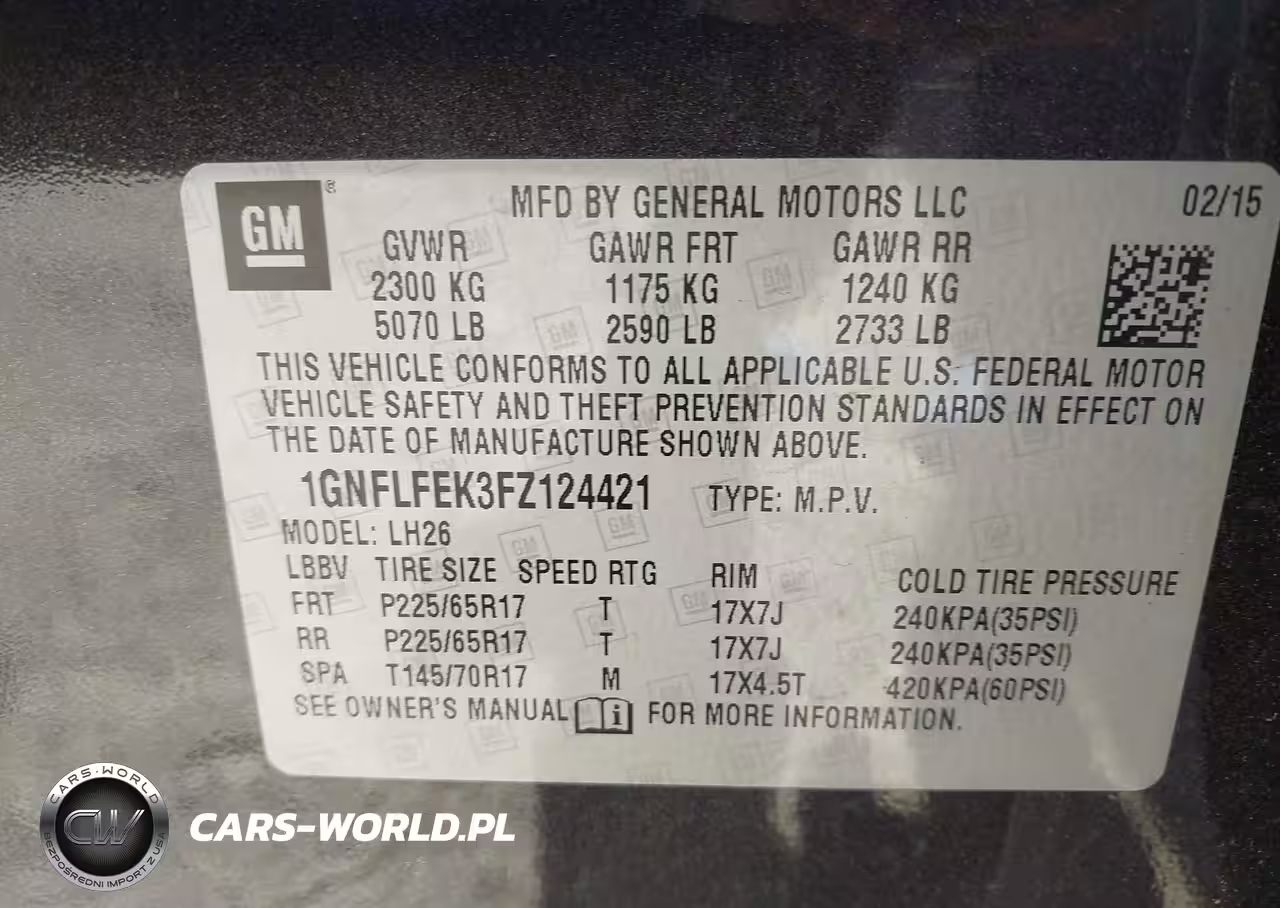 GM ® MFD BY GENERAL MOTORS LLC 02/15
GVWR GAWR FRT GAWR RR
2300 KG 1175 KG 1240 KG
5070 LB 2590 LB 2733 LB
THIS VEHICLE CONFORMS TO ALL APPLICABLE U.S. FEDERAL MOTOR
VEHICLE SAFETY AND THEFT PREVENTION STANDARDS IN EFFECT ON
THE DATE OF MANUFACTURE SHOWN ABOVE.
1GNFLFEK3FZ124421 TYPE: M.P.V.
MODEL: LH26
LBBV TIRE SIZE SPEED RTG RIM COLD TIRE PRESSURE
FRT P225/65R17 T 17X7J 240KPA(35PSI)
RR P225/65R17 T 17X7J 240KPA(35PSI)
SPA T145/70R17 M 17X4.5T 420KPA(60PSI)
SEE OWNER'S MANUAL i FOR MORE INFORMATION.
CARS-WORLD
CW
BEZPOŚREDNI IMPORT Z USA
CARS-WORLD.PL